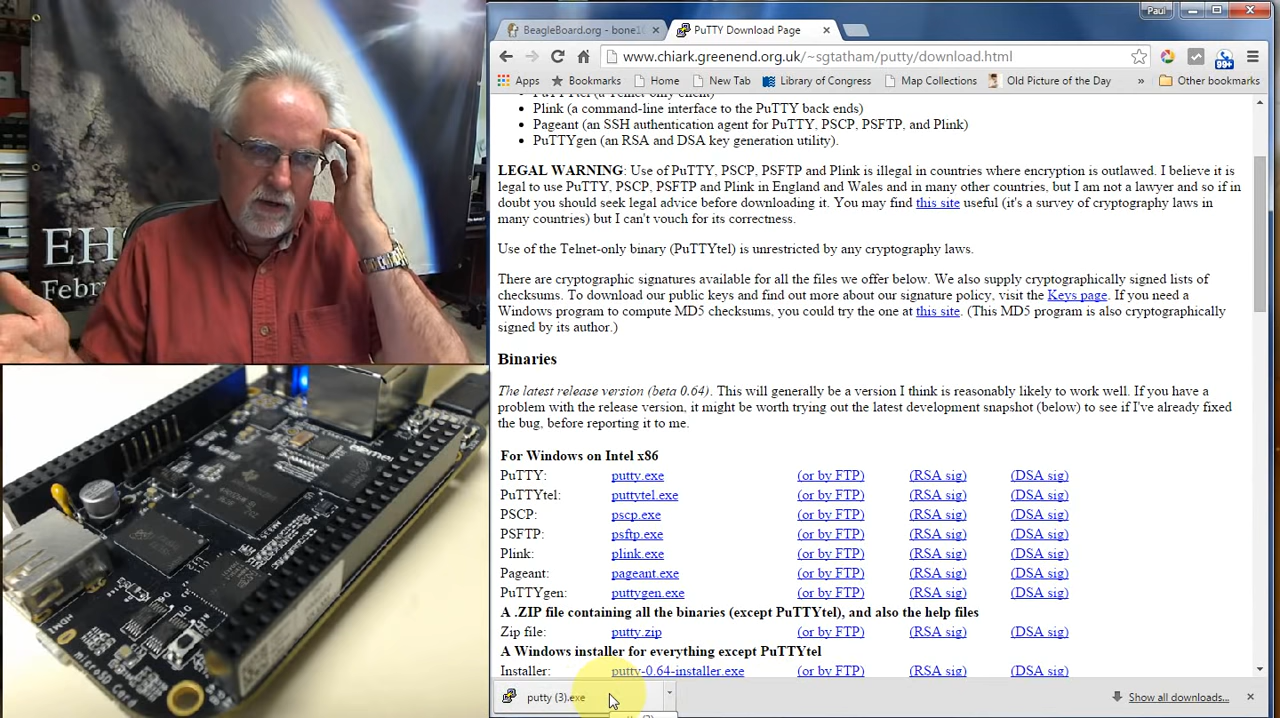 Paul
BeagleBoard.org - bone1
PuTTY Download Page
www.chiark.greenend.org.uk/~sgtatham/putty/download.html
99+
Apps
Bookmarks
Home
New Tab
Library of Congress
Map Collections
Old Picture of the Day
»
Other bookmarks
Plink (a command-line interface to the PuTTY back ends)
Pageant (an SSH authentication agent for PuTTY, PSCP, PSFTP, and Plink)
PuTTYgen (an RSA and DSA key generation utility).
LEGAL WARNING: Use of PuTTY, PSCP, PSFTP and Plink is illegal in countries where encryption is outlawed. I believe it is
legal to use PuTTY, PSCP, PSFTP and Plink in England and Wales and in many other countries, but I am not a lawyer and so if in
doubt you should seek legal advice before downloading it. You may find this site useful (it's a survey of cryptography laws in
many countries) but I can't vouch for its correctness.
Use of the Telnet-only binary (PuTTYtel) is unrestricted by any cryptography laws.
There are cryptographic signatures available for all the files we offer below. We also supply cryptographically signed lists of
checksums. To download our public keys and find out more about our signature policy, visit the Keys page. If you need a
Windows program to compute MD5 checksums, you could try the one at this site. (This MD5 program is also cryptographically
signed by its author.)
Binaries
The latest release version (beta 0.64). This will generally be a version I think is reasonably likely to work well. If you have a
problem with the release version, it might be worth trying out the latest development snapshot (below) to see if I've already fixed
the bug, before reporting it to me.
For Windows on Intel x86
PuTTY: putty.exe (or by FTP) (RSA sig) (DSA sig)
PuTTYtel: puttytel.exe (or by FTP) (RSA sig) (DSA sig)
PSCP: pscp.exe (or by FTP) (RSA sig) (DSA sig)
PSFTP: psftp.exe (or by FTP) (RSA sig) (DSA sig)
Plink: plink.exe (or by FTP) (RSA sig) (DSA sig)
Pageant: pageant.exe (or by FTP) (RSA sig) (DSA sig)
PuTTYgen: puttygen.exe (or by FTP) (RSA sig) (DSA sig)
A .ZIP file containing all the binaries (except PuTTYtel), and also the help files
Zip file: putty.zip (or by FTP) (RSA sig) (DSA sig)
A Windows installer for everything except PuTTYtel
Installer: putty-0.64-installer.exe (or by FTP) (RSA sig) (DSA sig)
putty (3).exe
Show all downloads...
EH
Febr
HDMI
microSD Card